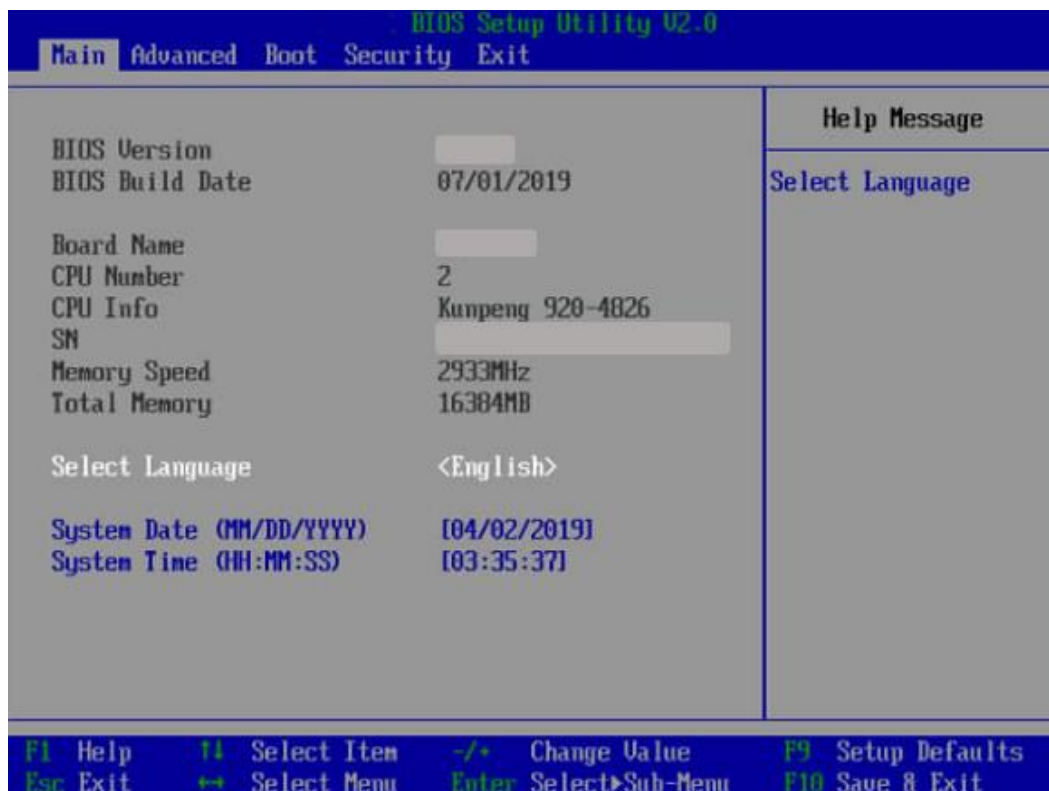 BIOS Setup Utility V2.0
Main Advanced Boot Security Exit
Help Message
Select Language
BIOS Version
BIOS Build Date 07/01/2019
Board Name
CPU Number 2
CPU Info Kunpeng 920-4826
SN
Memory Speed 2933MHz
Total Memory 16384MB
Select Language <English>
System Date (MM/DD/YYYY) [04/02/2019]
System Time (HH:MM:SS) [03:35:37]
F1 Help ↑↓ Select Item -/+ Change Value F9 Setup Defaults
Esc Exit ↔ Select Menu Enter Select▶Sub-Menu F10 Save & Exit